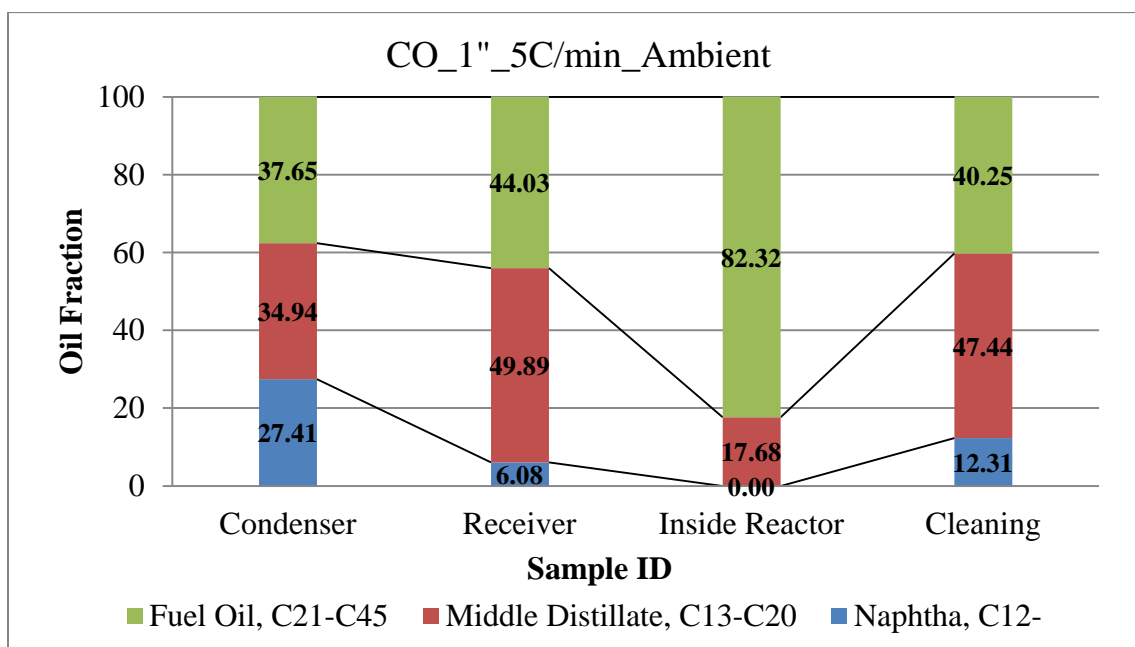 CO_1"_5C/min_Ambient
100
80
60
40
20
0
Oil Fraction
37.65
44.03
82.32
40.25
34.94
49.89
17.68
47.44
27.41
6.08
0.00
12.31
Condenser
Receiver
Inside Reactor
Cleaning
Sample ID
Fuel Oil, C21-C45
Middle Distillate, C13-C20
Naphtha, C12-